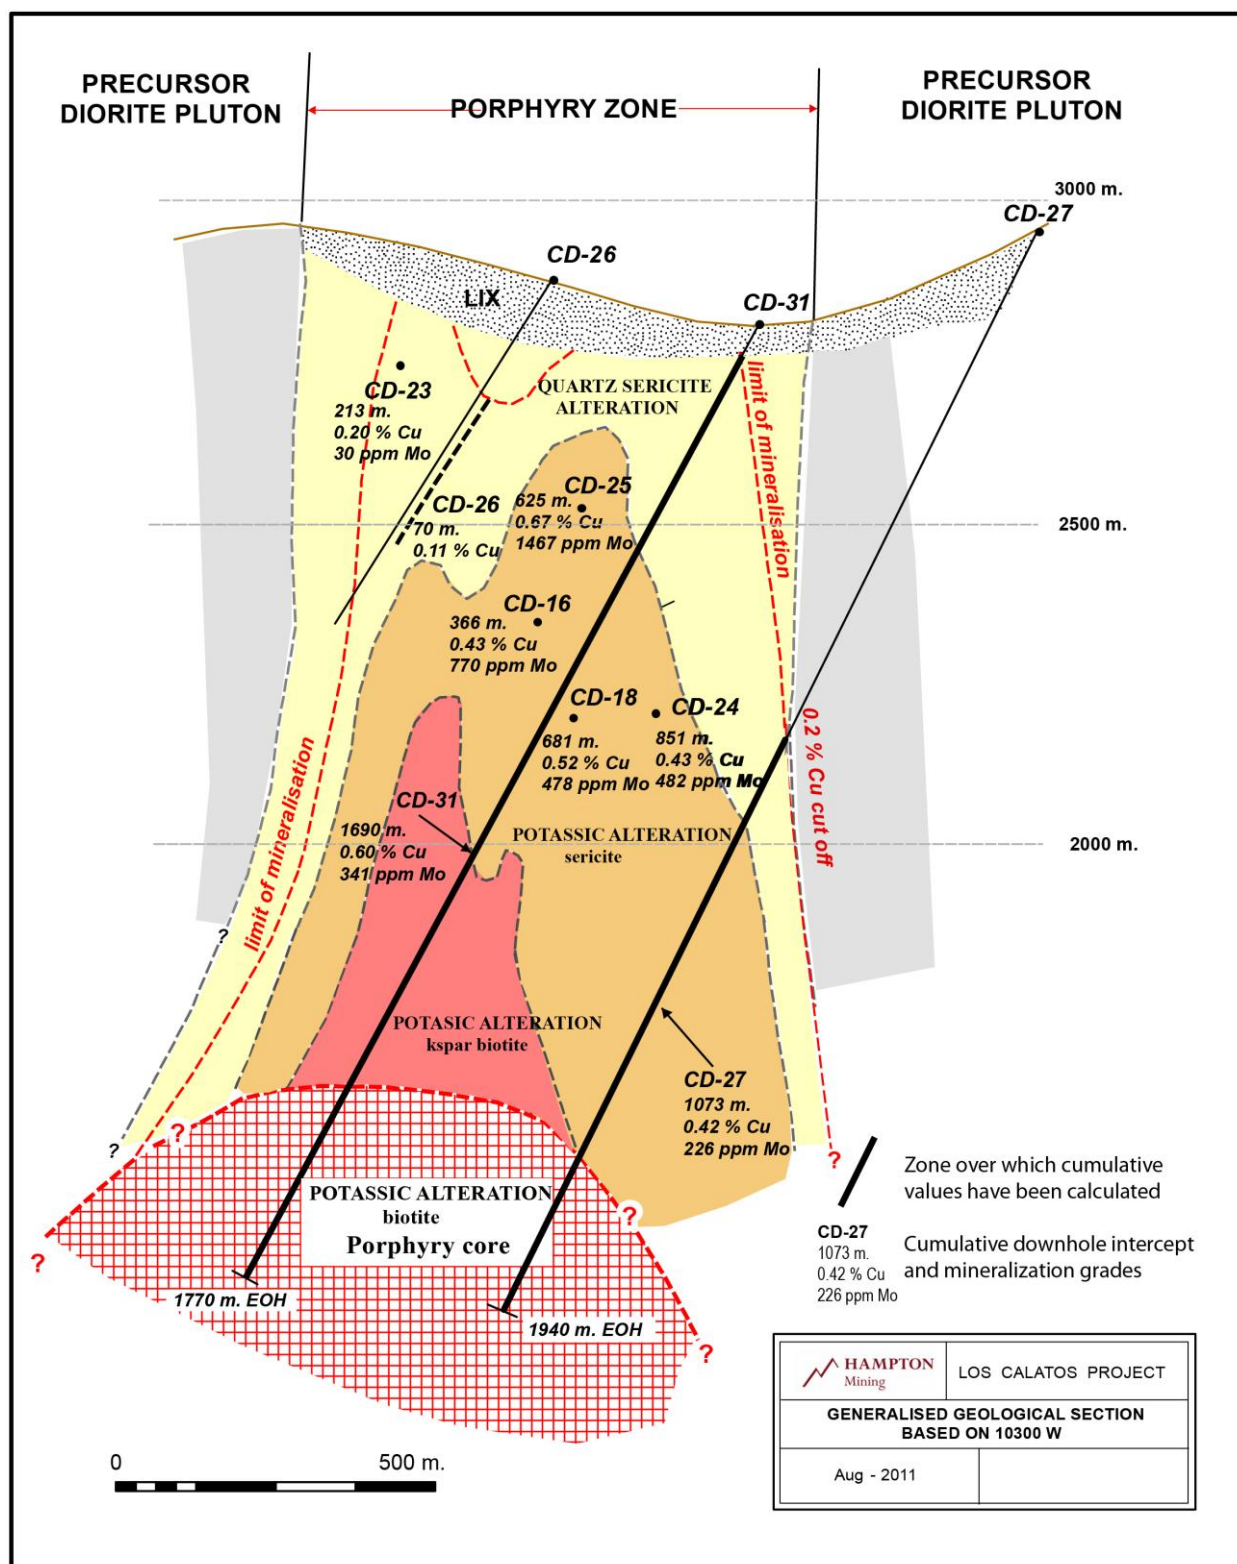 PRECURSOR
DIORITE PLUTON
PORPHYRY ZONE
PRECURSOR
DIORITE PLUTON
3000 m.
CD-27
CD-26
CD-31
LIX
CD-23
213 m.
0.20 % Cu
30 ppm Mo
QUARTZ SERICITE
ALTERATION
limit of mineralisation
CD-26
70 m.
0.11 % Cu
CD-25
625 m.
0.67 % Cu
1467 ppm Mo
2500 m.
CD-16
366 m.
0.43 % Cu
770 ppm Mo
CD-18
681 m.
0.52 % Cu
478 ppm Mo
CD-24
851 m.
0.43 % Cu
482 ppm Mo
0.2 % Cu cut off
CD-31
1690 m.
0.60 % Cu
341 ppm Mo
POTASSIC ALTERATION
sericite
2000 m.
limit of mineralisation
?
POTASIC ALTERATION
kspar biotite
CD-27
1073 m.
0.42 % Cu
226 ppm Mo
?
?
?
POTASSIC ALTERATION
biotite
Porphyry core
?
?
1770 m. EOH
1940 m. EOH
?
Zone over which cumulative
values have been calculated
CD-27
1073 m.
0.42 % Cu
226 ppm Mo
Cumulative downhole intercept
and mineralization grades
HAMPTON
Mining
LOS CALATOS PROJECT
GENERALISED GEOLOGICAL SECTION
BASED ON 10300 W
Aug - 2011
0
500 m.